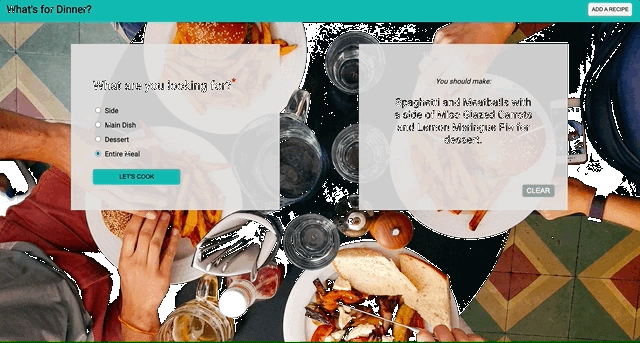 What's for Dinner?
ADD A RECIPE
What are you looking for?*
Side
Main Dish
Dessert
Entire Meal
LET'S COOK
You should make:
Spaghetti and Meatballs with
a side of Miso Glazed Carrots
and Lemon Meringue Pie for
dessert.
CLEAR